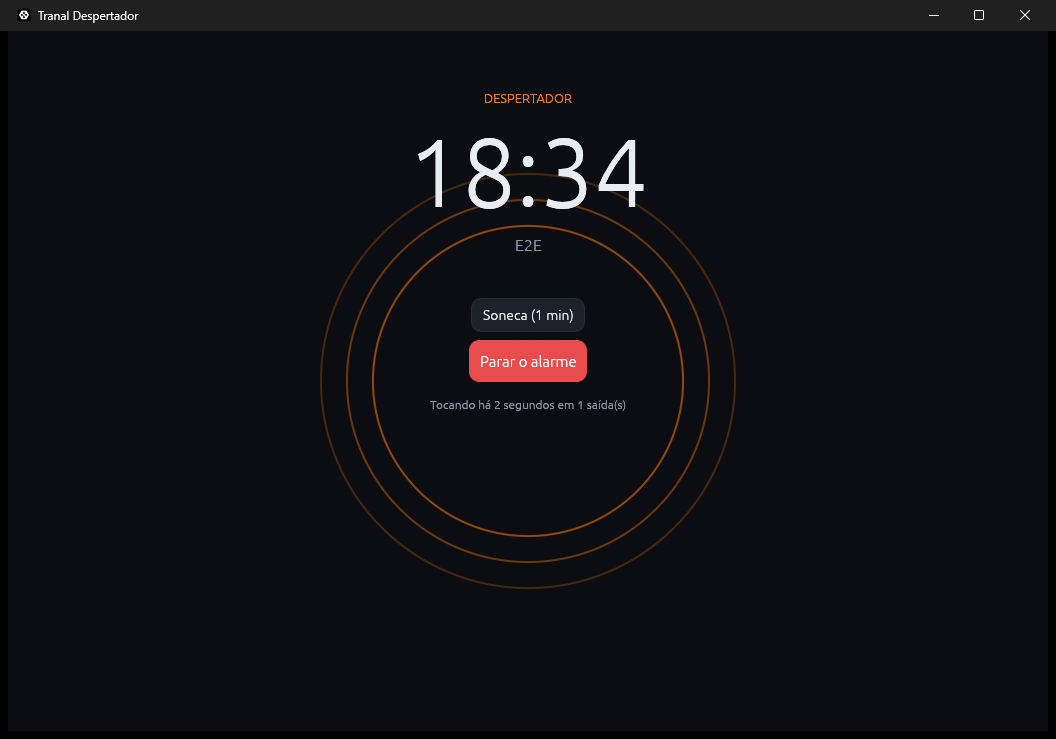 Tranal Despertador
DESPERTADOR
18:34
E2E
Soneca (1 min)
Parar o alarme
Tocando há 2 segundos em 1 saída(s)